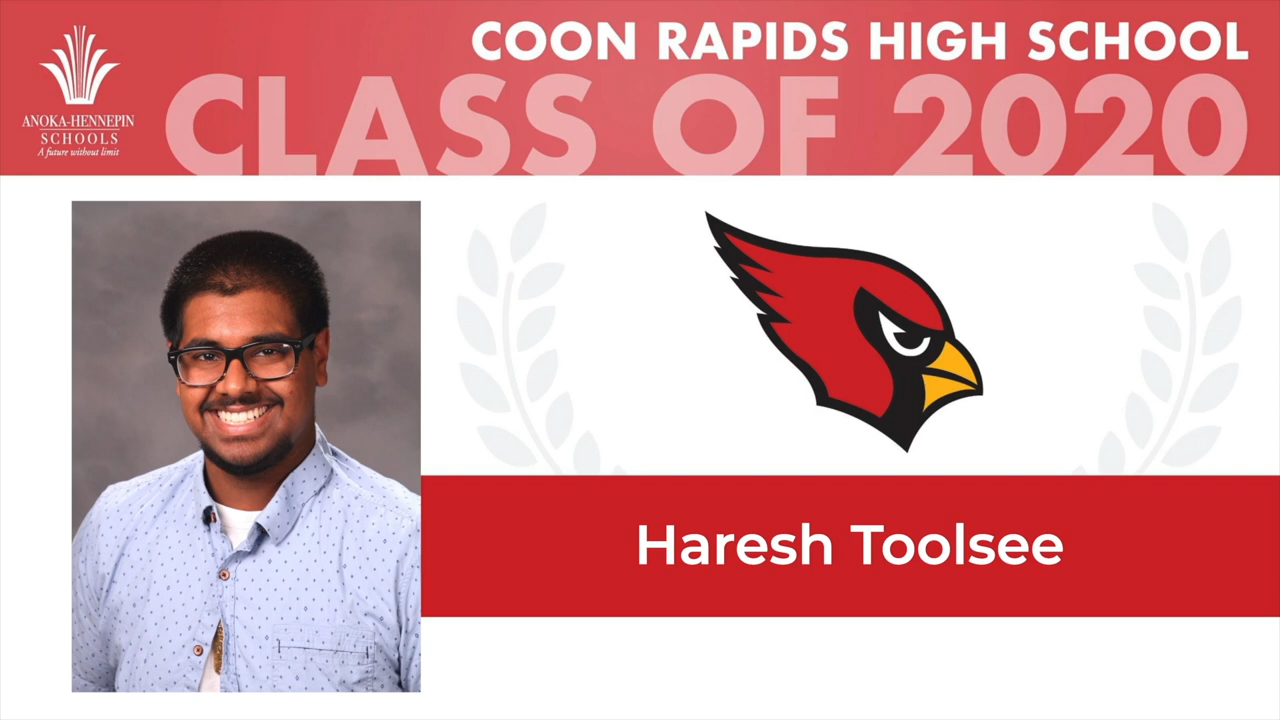 COON RAPIDS HIGH SCHOOL
CLASS OF 2020
ANOKA-HENNEPIN
SCHOOLS
A future without limit
Haresh Toolsee